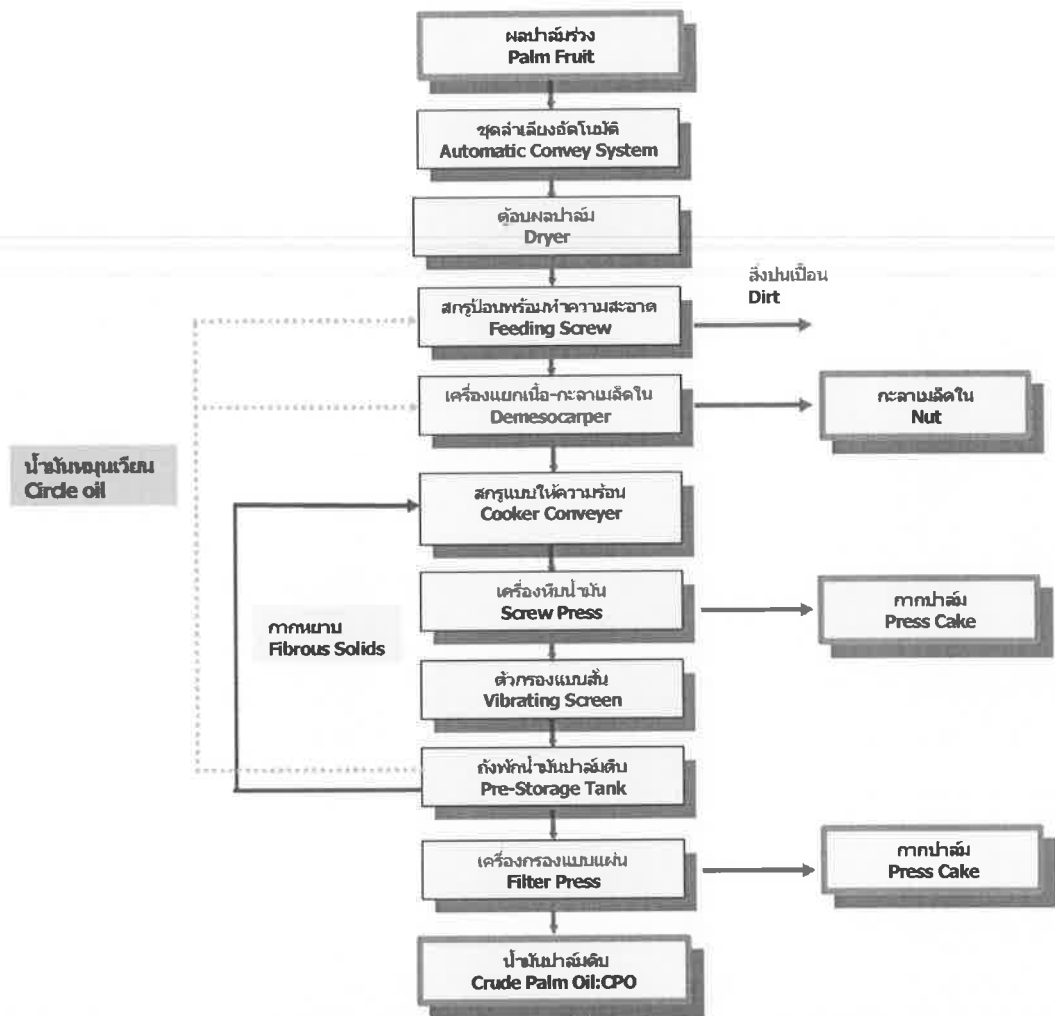 ผลปาล์มร่วง
Palm Fruit
ชุดลำเลียงอัตโนมัติ
Automatic Convey System
ตู้อบผลปาล์ม
Dryer
สิ่งปนเปื้อน
Dirt
สกรูป้อนพร้อมทำความสะอาด
Feeding Screw
เครื่องแยกเนื้อ-กะลาเมล็ดใน
Demesocarper
กะลาเมล็ดใน
Nut
น้ำมันหมุนเวียน
Circle oil
สกรูแบบให้ความร้อน
Cooker Conveyer
เครื่องหีบน้ำมัน
Screw Press
กากปาล์ม
Press Cake
กากหยาบ
Fibrous Solids
ตัวกรองแบบสั่น
Vibrating Screen
ถังพักน้ำมันปาล์มดิบ
Pre-Storage Tank
เครื่องกรองแบบแผ่น
Filter Press
กากปาล์ม
Press Cake
น้ำมันปาล์มดิบ
Crude Palm Oil:CPO